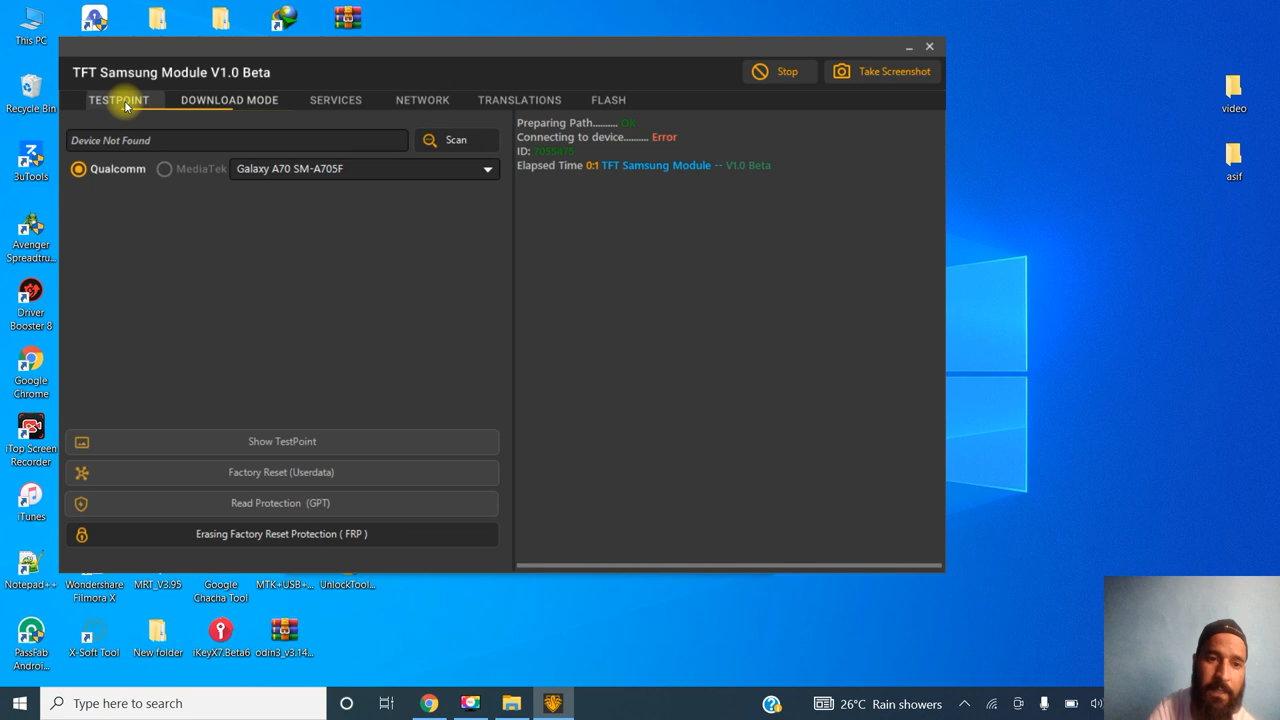 This PC
TFT Samsung Module V1.0 Beta
Stop
Take Screenshot
TESTPOINT
DOWNLOAD MODE
SERVICES
NETWORK
TRANSLATIONS
FLASH
Recycle Bin
Device Not Found
Scan
Qualcomm
MediaTek
Galaxy A70 SM-A705F
Preparing Path.......... OK
Connecting to device.......... Error
ID:
Elapsed Time 0:1 TFT Samsung Module -- V1.0 Beta
video
asif
3uTools
Avenger
Spreadtru...
Driver
Booster 8
Google
Chrome
iTop Screen
Recorder
iTunes
Show TestPoint
Factory Reset (Userdata)
Read Protection (GPT)
Erasing Factory Reset Protection ( FRP )
Notepad++
Wondershare
Filmora X
MRT_V3.95
Google
Chacha Tool
MTK+USB+...
UnlockTool...
PassFab
Androi...
X-Soft Tool
New folder
iKeyX7.Beta6
odin3_v3.14...
Type here to search
26°C Rain showers